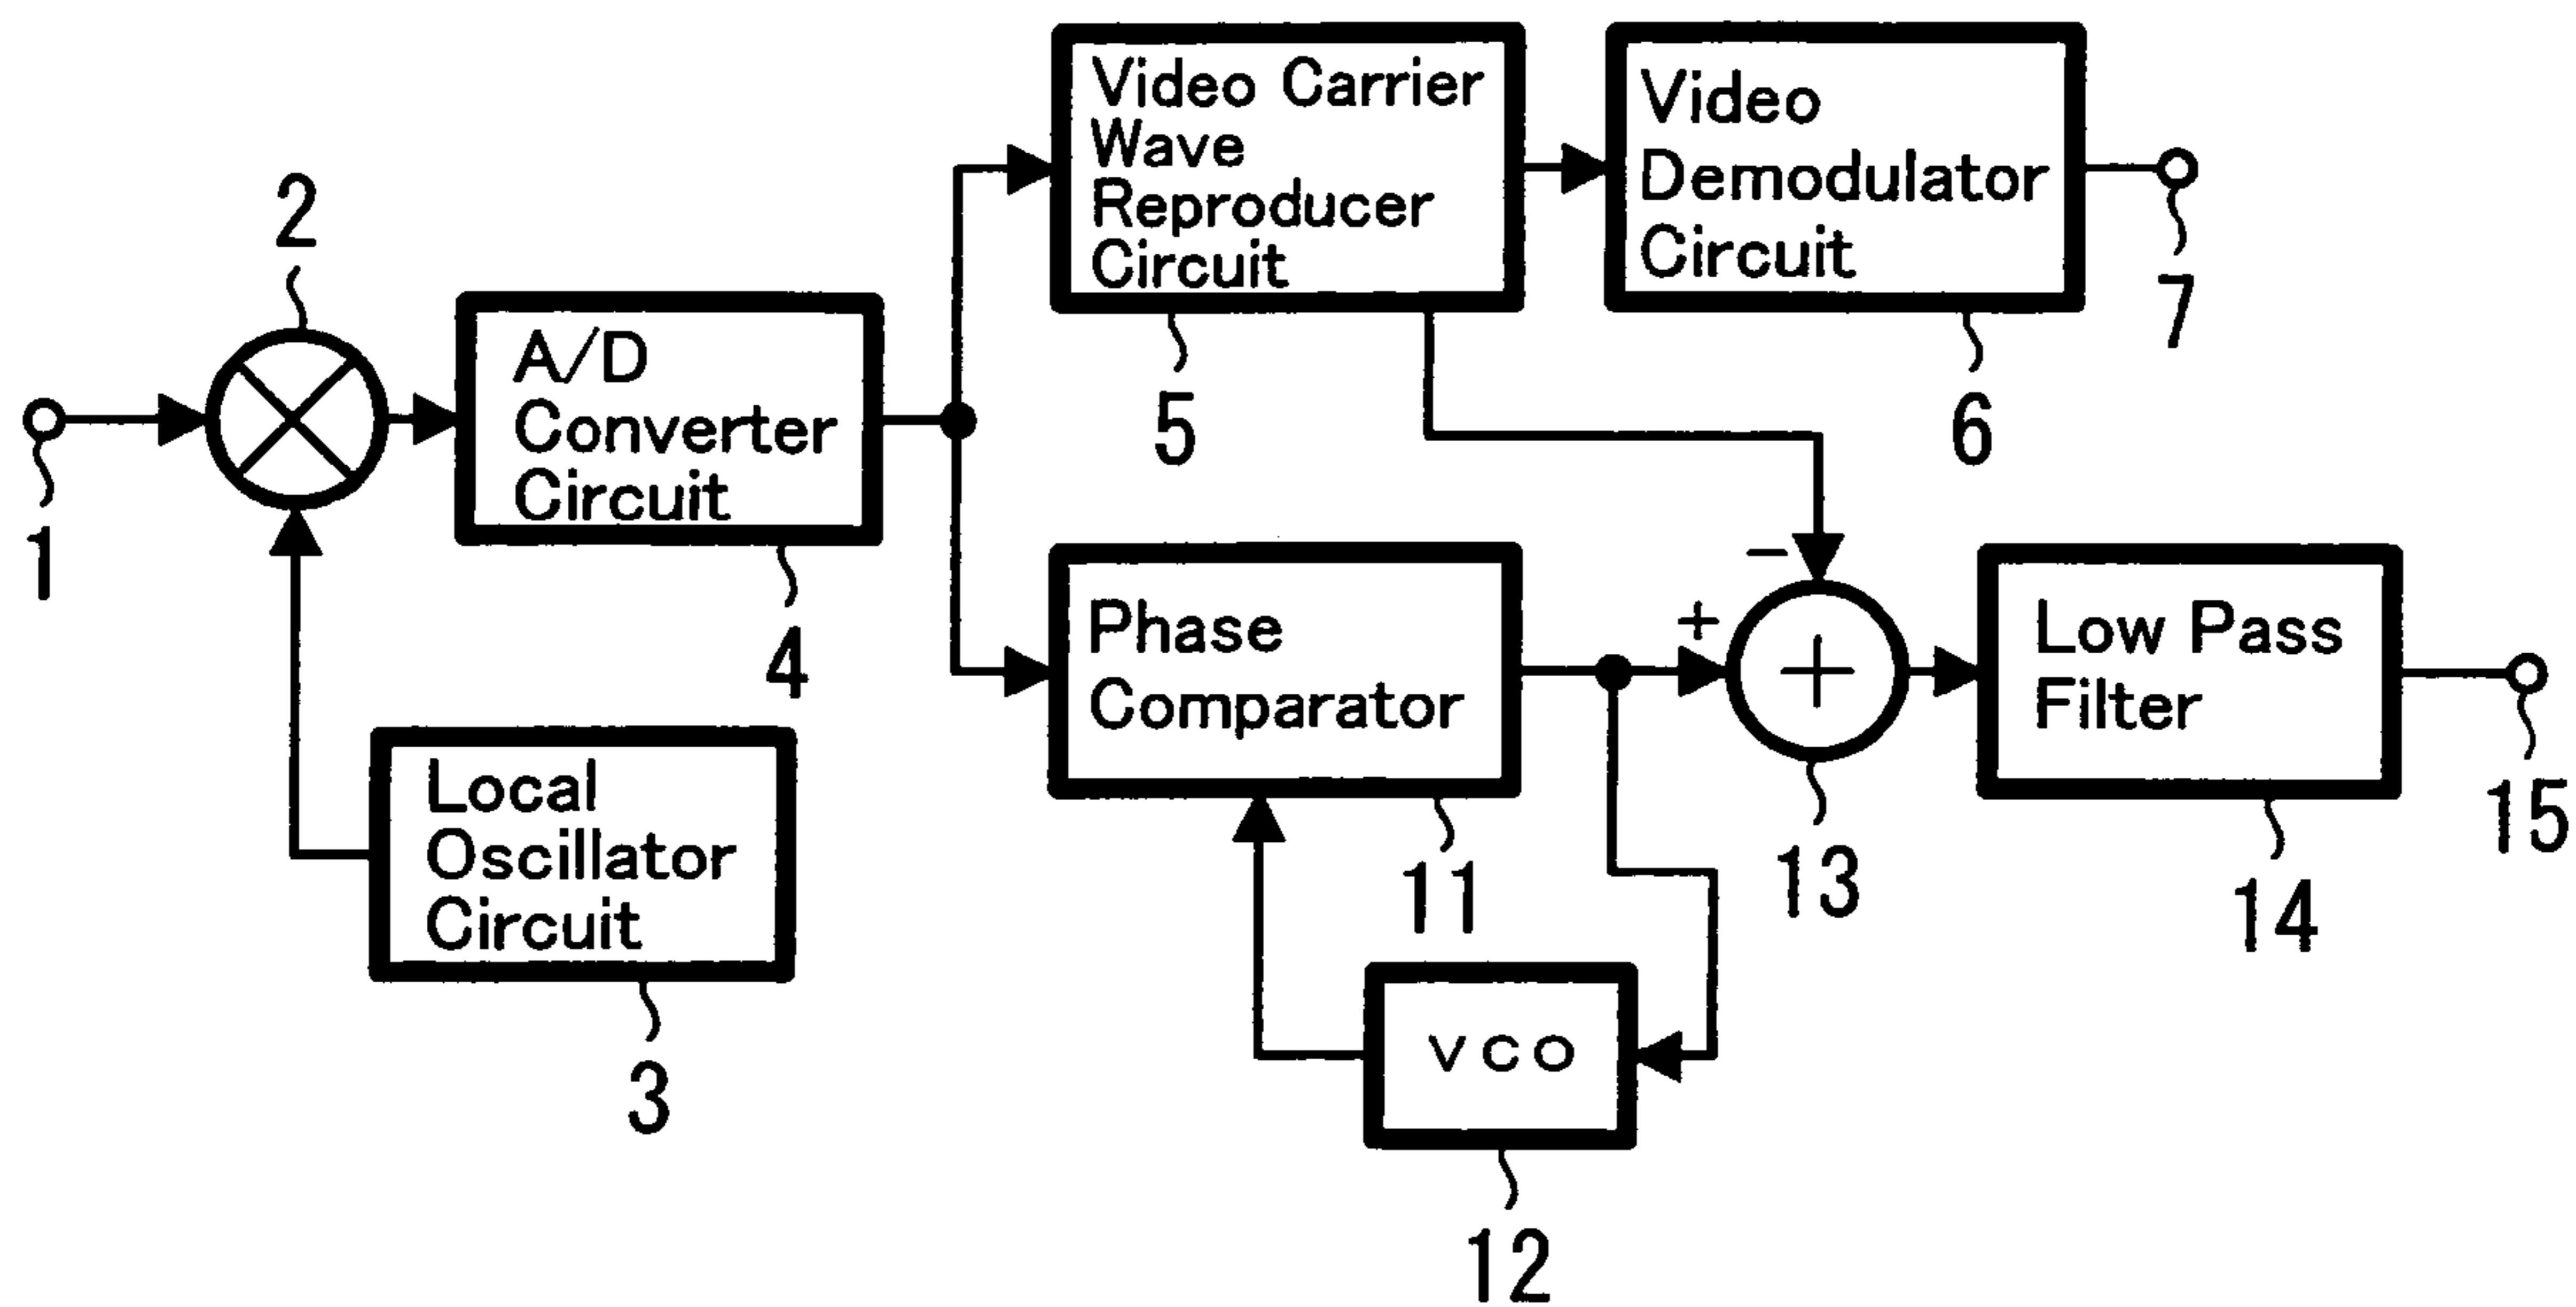 Video Carrier
Wave
Reproducer
Circuit
Video
Demodulator
Circuit
2
7
A/D
Converter
Circuit
5
6
1
4
Phase
Comparator
−
+
+
Low Pass
Filter
Local
Oscillator
Circuit
3
11
13
14
15
VCO
12